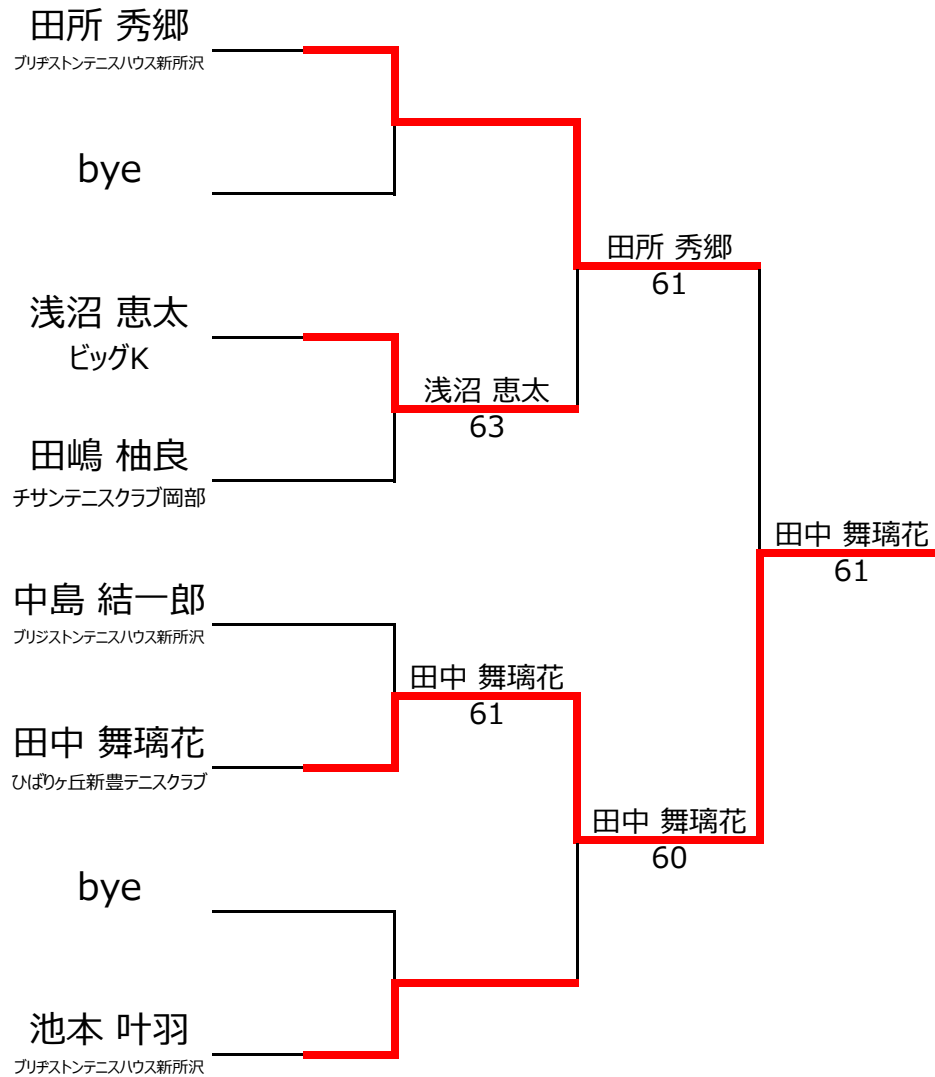 田所 秀郷
ブリヂストンテニスハウス新所沢
bye
田所 秀郷
61
浅沼 恵太
ビッグK
浅沼 恵太
63
田嶋 柚良
チサンテニスクラブ岡部
田中 舞璃花
61
中島 結一郎
ブリジストンテニスハウス新所沢
田中 舞璃花
61
田中 舞璃花
ひばりヶ丘新豊テニスクラブ
田中 舞璃花
60
bye
池本 叶羽
ブリヂストンテニスハウス新所沢